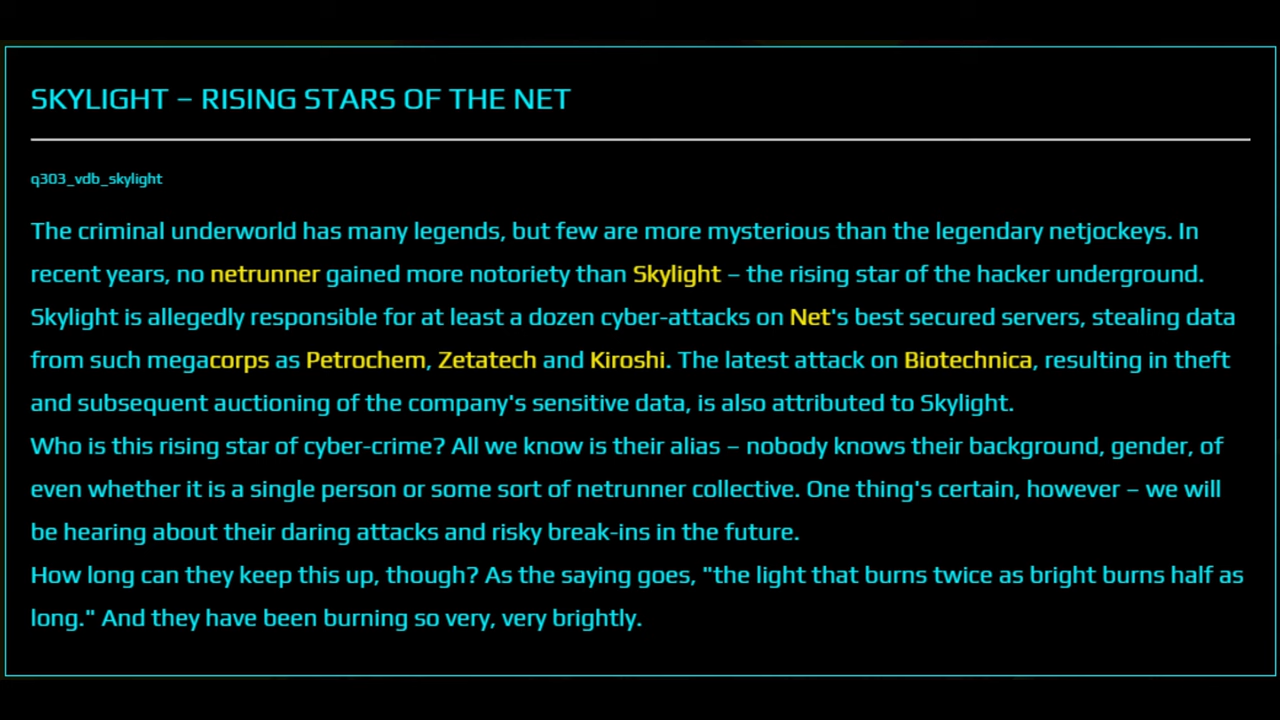 SKYLIGHT – RISING STARS OF THE NET
q303_vdb_skylight
The criminal underworld has many legends, but few are more mysterious than the legendary netjockeys. In
recent years, no netrunner gained more notoriety than Skylight – the rising star of the hacker underground.
Skylight is allegedly responsible for at least a dozen cyber-attacks on Net's best secured servers, stealing data
from such megacorps as Petrochem, Zetatech and Kiroshi. The latest attack on Biotechnica, resulting in theft
and subsequent auctioning of the company's sensitive data, is also attributed to Skylight.
Who is this rising star of cyber-crime? All we know is their alias – nobody knows their background, gender, of
even whether it is a single person or some sort of netrunner collective. One thing's certain, however – we will
be hearing about their daring attacks and risky break-ins in the future.
How long can they keep this up, though? As the saying goes, "the light that burns twice as bright burns half as
long." And they have been burning so very, very brightly.